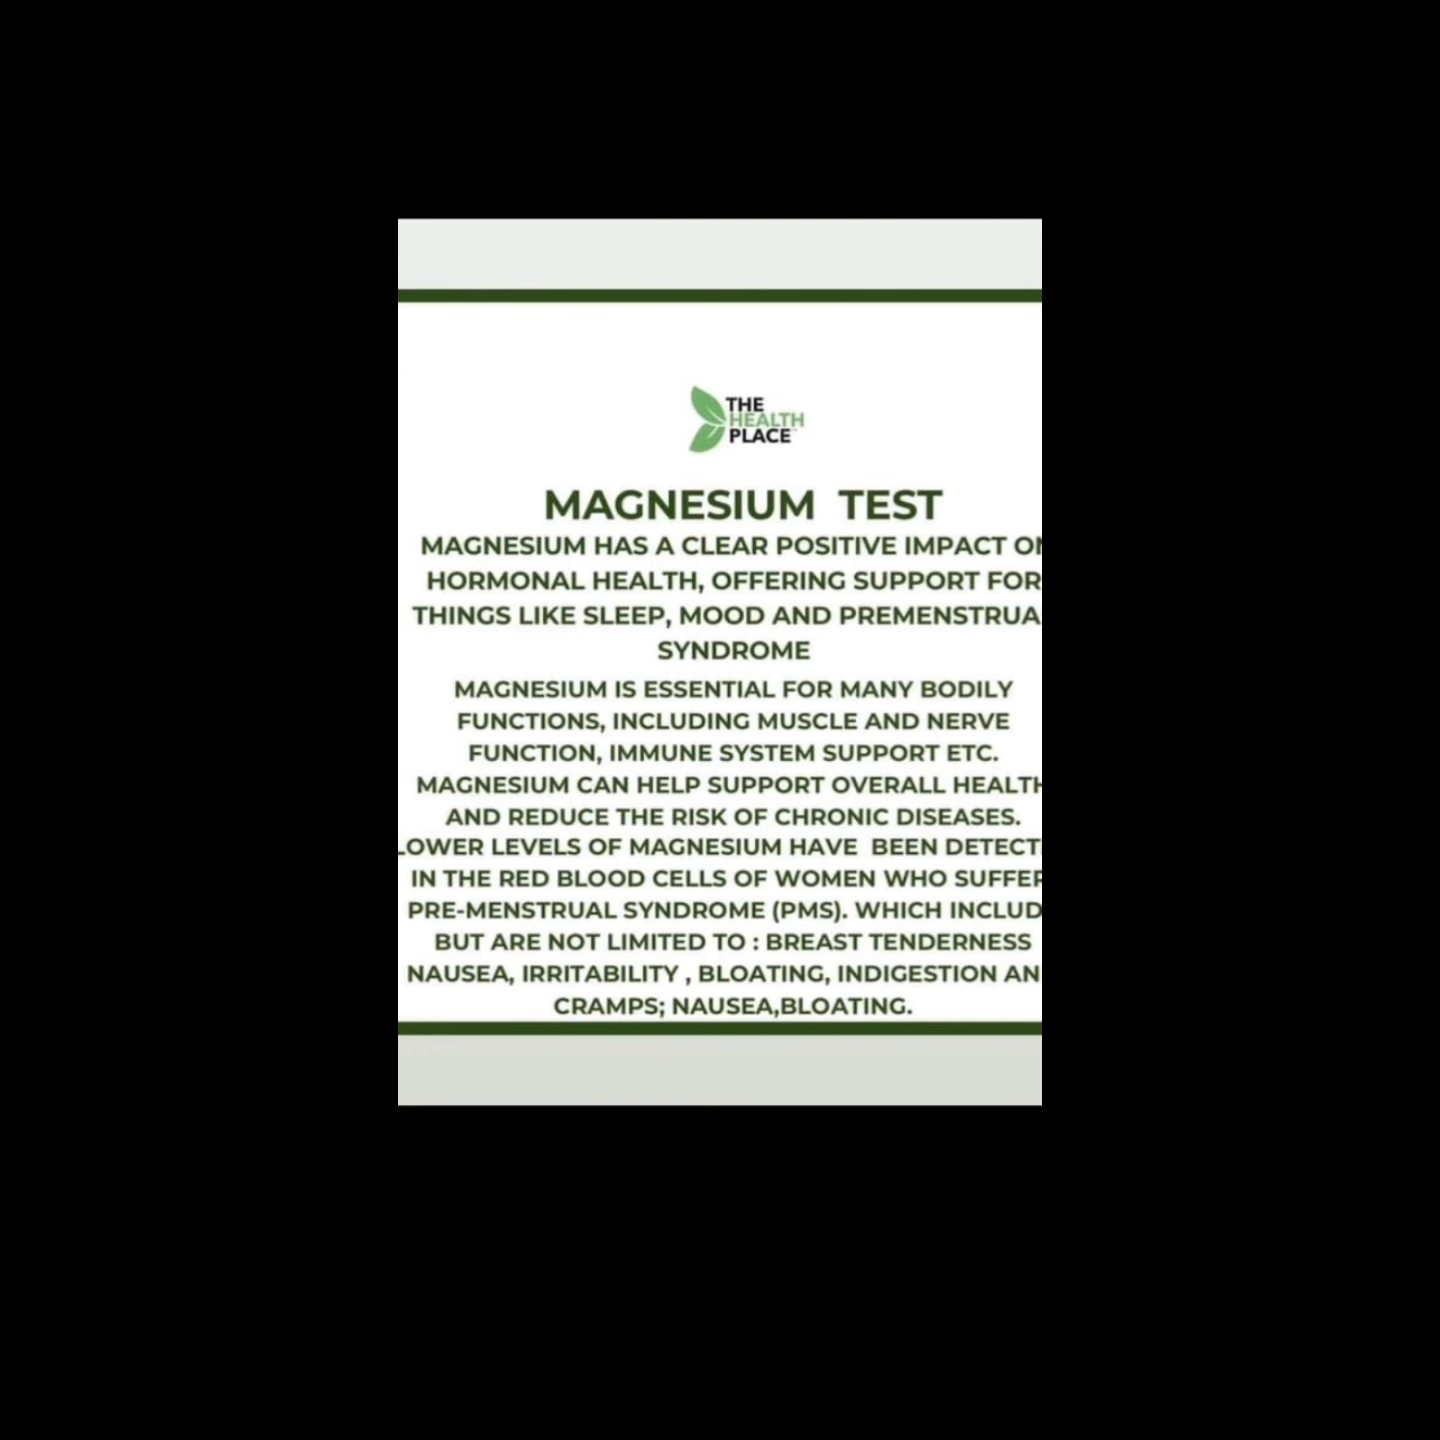 THE
HEALTH
PLACE
MAGNESIUM TEST
MAGNESIUM HAS A CLEAR POSITIVE IMPACT ON
HORMONAL HEALTH, OFFERING SUPPORT FOR
THINGS LIKE SLEEP, MOOD AND PREMENSTRUA
SYNDROME
MAGNESIUM IS ESSENTIAL FOR MANY BODILY
FUNCTIONS, INCLUDING MUSCLE AND NERVE
FUNCTION, IMMUNE SYSTEM SUPPORT ETC.
MAGNESIUM CAN HELP SUPPORT OVERALL HEALTH
AND REDUCE THE RISK OF CHRONIC DISEASES.
LOWER LEVELS OF MAGNESIUM HAVE BEEN DETECT
IN THE RED BLOOD CELLS OF WOMEN WHO SUFFER
PRE-MENSTRUAL SYNDROME (PMS). WHICH INCLUD
BUT ARE NOT LIMITED TO : BREAST TENDERNESS
NAUSEA, IRRITABILITY , BLOATING, INDIGESTION AN
CRAMPS; NAUSEA,BLOATING.